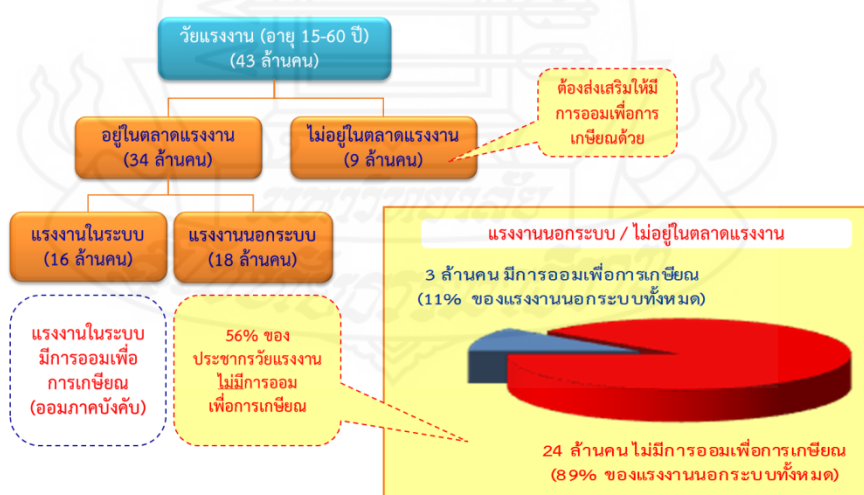 วัยแรงงาน (อายุ 15-60 ปี)
(43 ล้านคน)
ต้องส่งเสริมให้มี
การออมเพื่อการ
เกษียณด้วย
อยู่ในตลาดแรงงาน
(34 ล้านคน)
ไม่อยู่ในตลาดแรงงาน
(9 ล้านคน)
แรงงานในระบบ
(16 ล้านคน)
แรงงานนอกระบบ
(18 ล้านคน)
แรงงานในระบบ
มีการออมเพื่อ
การเกษียณ
(ออมภาคบังคับ)
56% ของ
ประชากรวัยแรงงาน
ไม่มีการออม
เพื่อการเกษียณ
แรงงานนอกระบบ / ไม่อยู่ในตลาดแรงงาน
3 ล้านคน มีการออมเพื่อการเกษียณ
(11% ของแรงงานนอกระบบทั้งหมด)
24 ล้านคน ไม่มีการออมเพื่อการเกษียณ
(89% ของแรงงานนอกระบบทั้งหมด)